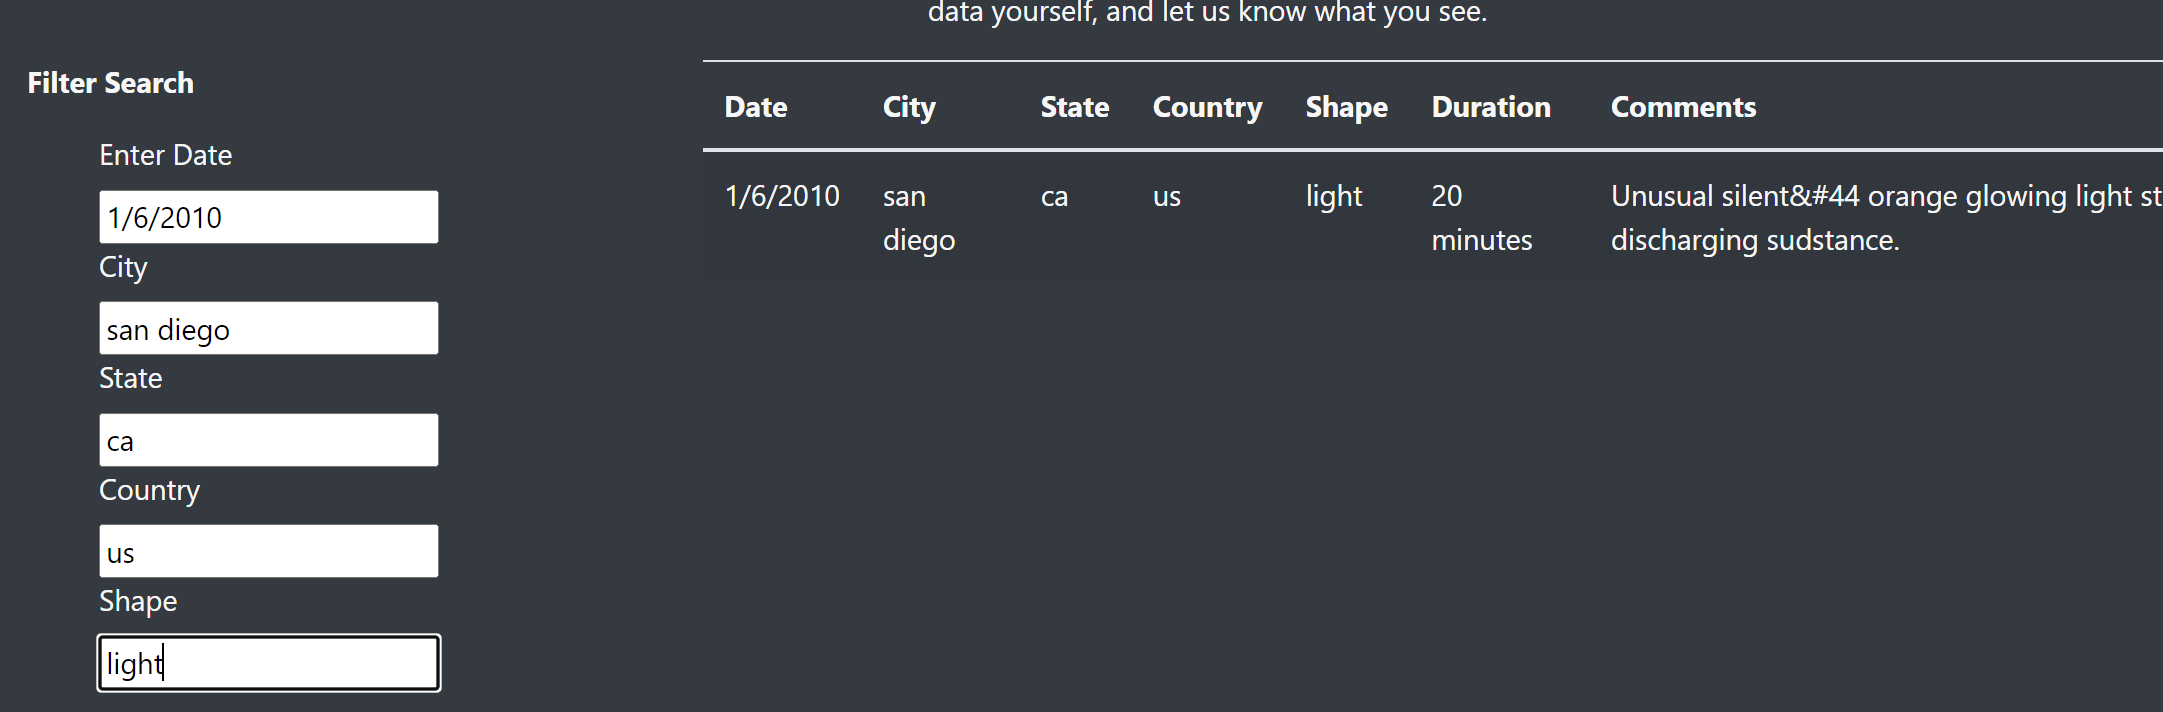 data yourself, and let us know what you see.
Filter Search
Enter Date
1/6/2010
City
san diego
State
ca
Country
us
Shape
light
Date City State Country Shape Duration Comments
1/6/2010 san ca us light 20 Unusual silent&#44 orange glowing light st
diego minutes discharging sudstance.